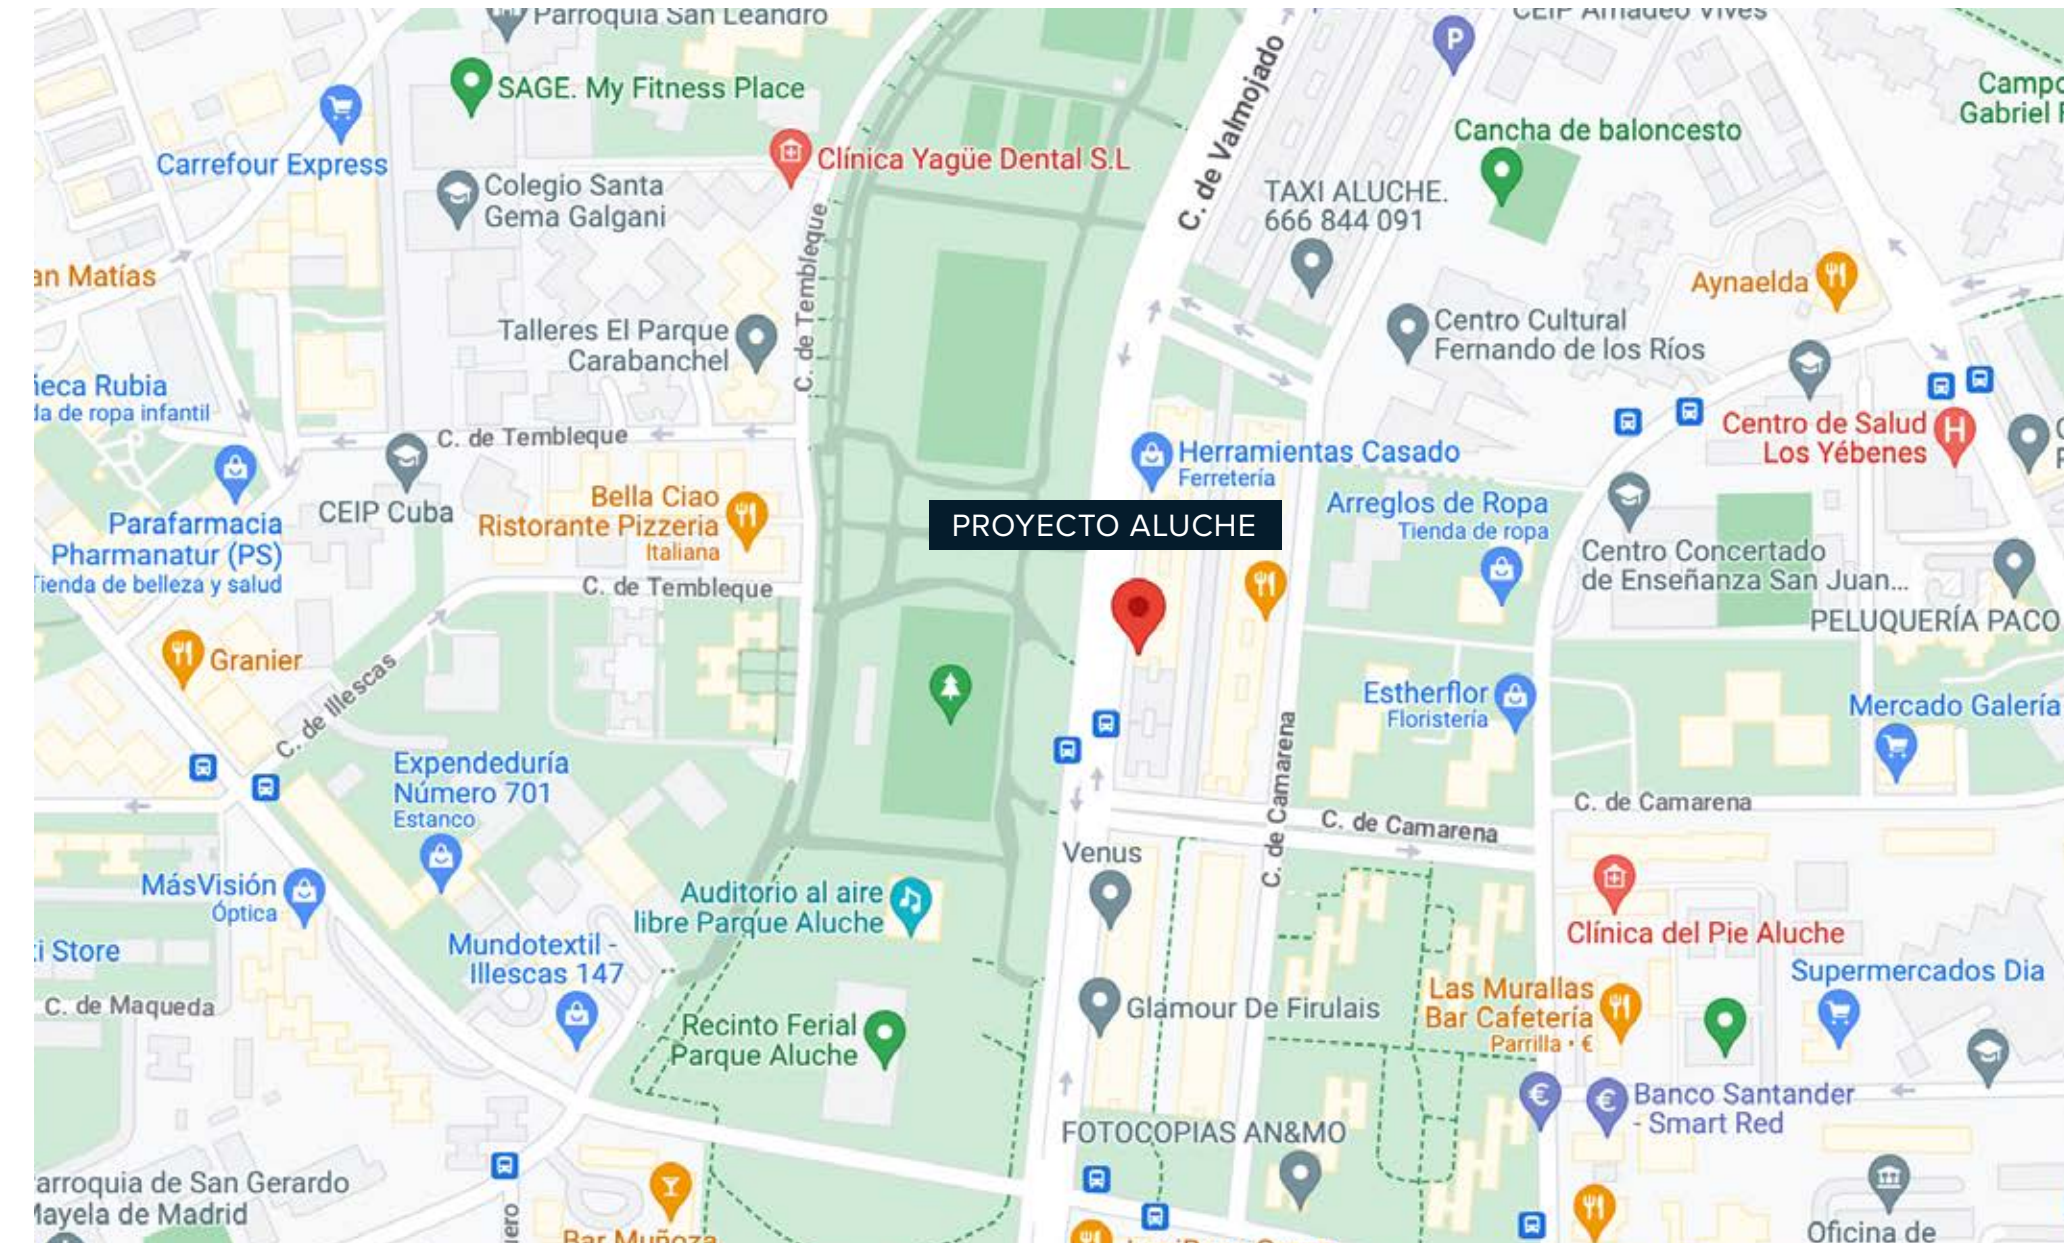 Parroquia San Leandro
CEIP Amadeo Vives
SAGE. My Fitness Place
Carrefour Express
Clínica Yagüe Dental S.L
C. de Valmojado
Cancha de baloncesto
Campo
Gabriel
Colegio Santa
Gema Galgani
C. de Tembleque
TAXI ALUCHE.
666 844 091
an Matías
Aynaelda
Talleres El Parque
Carabanchel
Centro Cultural
Fernando de los Ríos
ñeca Rubia
da de ropa infantil
C. de Tembleque
Centro de Salud
Los Yébenes
Herramientas Casado
Ferretería
CEIP Cuba
Bella Ciao
Ristorante Pizzeria
Italiana
PROYECTO ALUCHE
Arreglos de Ropa
Tienda de ropa
Parafarmacia
Pharmanatur (PS)
Tienda de belleza y salud
Centro Concertado
de Enseñanza San Juan...
C. de Tembleque
PELUQUERÍA PACO
Granier
C. de Illescas
Estherflor
Floristería
Mercado Galería
C. de Camarena
Expendeduría
Número 701
Estanco
C. de Camarena
C. de Camarena
Venus
MásVisión
Óptica
Auditorio al aire
libre Parque Aluche
Clínica del Pie Aluche
i Store
Mundotextil -
Illescas 147
Supermercados Dia
C. de Maqueda
Glamour De Firulais
Las Murallas
Bar Cafetería
Parrilla · €
Recinto Ferial
Parque Aluche
Banco Santander
- Smart Red
FOTOCOPIAS AN&MO
arroquia de San Gerardo
Mayela de Madrid
uero
Bar Muñoza
Oficina de